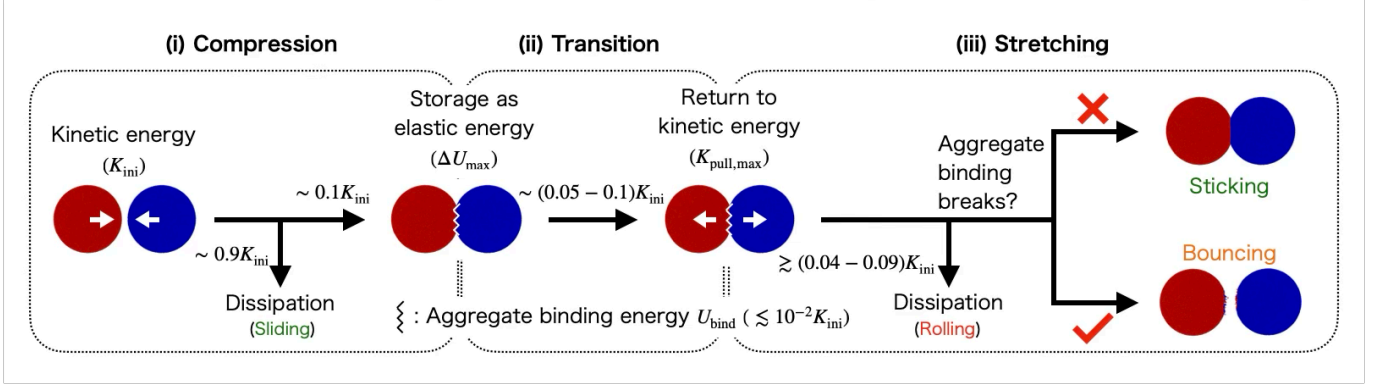 (i) Compression
(ii) Transition
(iii) Stretching
Kinetic energy
(K_ini)
~ 0.9K_ini
Dissipation
(Sliding)
~ 0.1K_ini
Storage as
elastic energy
(ΔU_max)
~ (0.05 − 0.1)K_ini
Return to
kinetic energy
(K_pull,max)
: Aggregate binding energy U_bind ( ≲ 10⁻²K_ini)
≳ (0.04 − 0.09)K_ini
Dissipation
(Rolling)
Aggregate
binding
breaks?
Sticking
Bouncing